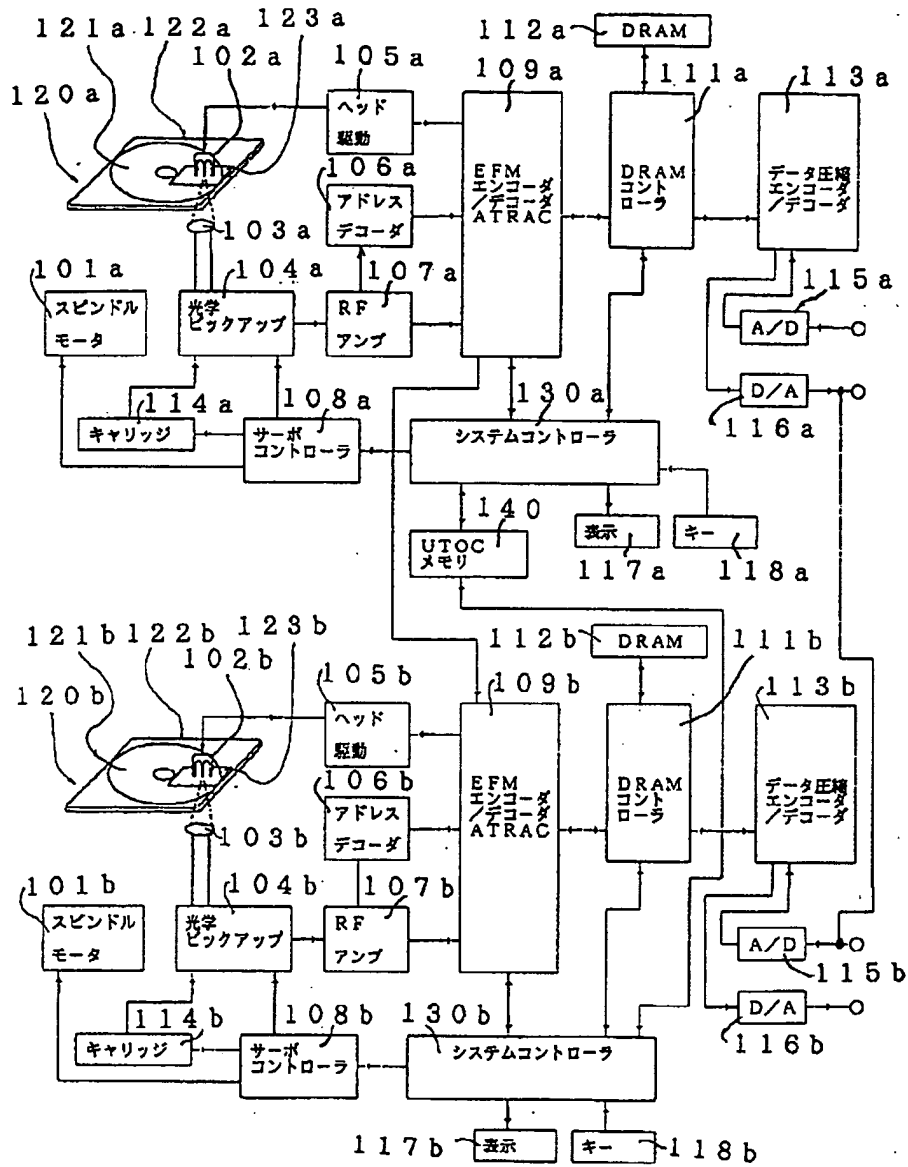 112a
DRAM
121a
122a
123a
102a
105a
109a
111a
113a
120a
ヘッド
駆動
106a
アドレス
デコーダ
EFM
エンコーダ
/デコーダ
ATRAC
DRAM
コント
ローラ
データ圧縮
エンコーダ
/デコーダ
103a
101a
104a
107a
115a
スピンドル
モータ
光学
ピックアップ
RF
アンプ
A/D
D/A
114a
108a
130a
116a
キャリッジ
サーボ
コントローラ
システムコントローラ
140
UTOC
メモリ
表示
キー
117a
118a
121b
122b
123b
102b
112b
DRAM
111b
120b
105b
109b
113b
ヘッド
駆動
106b
アドレス
デコーダ
EFM
エンコーダ
/デコーダ
ATRAC
DRAM
コント
ローラ
データ圧縮
エンコーダ
/デコーダ
103b
101b
104b
107b
スピンドル
モータ
光学
ピックアップ
RF
アンプ
A/D
115b
D/A
114b
108b
130b
116b
キャリッジ
サーボ
コントローラ
システムコントローラ
117b
表示
キー
118b